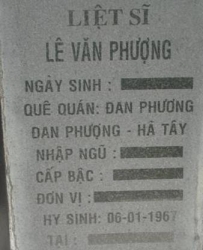 LIỆT SĨ
LÊ VĂN PHƯỢNG
NGÀY SINH :
QUÊ QUÁN: ĐAN PHƯƠNG
ĐAN PHƯỢNG - HÀ TÂY
NHẬP NGŨ :
CẤP BẬC :
ĐƠN VỊ :
HY SINH: 06-01-1967
TẠI :